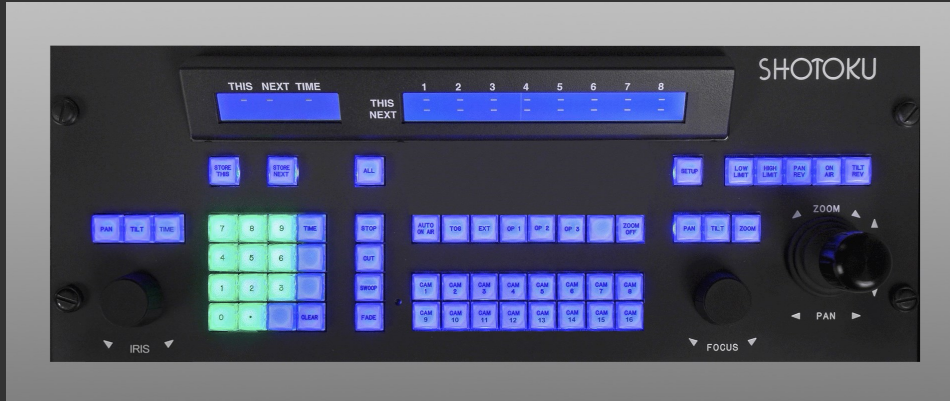 SHOTOKU
THIS NEXT TIME
1 2 3 4 5 6 7 8
THIS
NEXT
STORE THIS
STORE NEXT
ALL
SETUP
LOW LIMIT
HIGH LIMIT
PAN REV
ON AIR
TILT REV
PAN TILT TIME
7 8 9 TIME
STOP
AUTO ON AIR
TOS
EXT
OP 1
OP 2
OP 3
ZOOM OFF
PAN TILT ZOOM
ZOOM
4 5 6
CUT
1 2 3
SWOOP
CAM 1
CAM 2
CAM 3
CAM 4
CAM 5
CAM 6
CAM 7
CAM 8
0 • CLEAR
FADE
CAM 9
CAM 10
CAM 11
CAM 12
CAM 13
CAM 14
CAM 15
CAM 16
PAN
IRIS
FOCUS